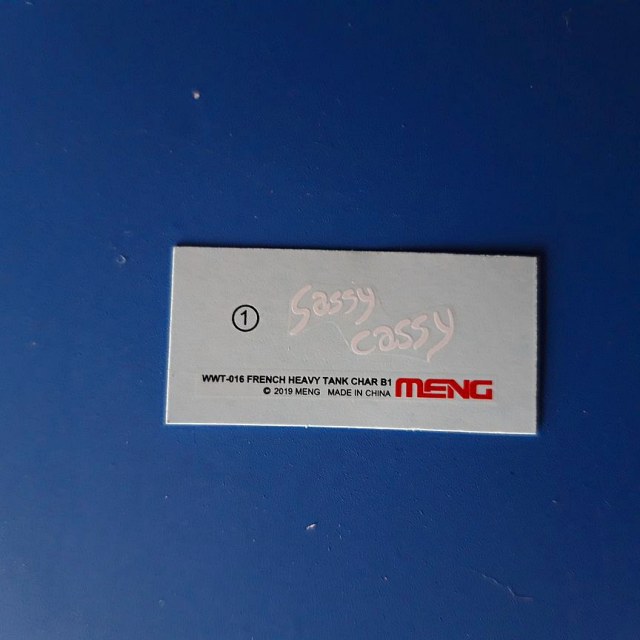 ①
Sassy
cassy
WWT-016 FRENCH HEAVY TANK CHAR B1
© 2019 MENG MADE IN CHINA
MENG